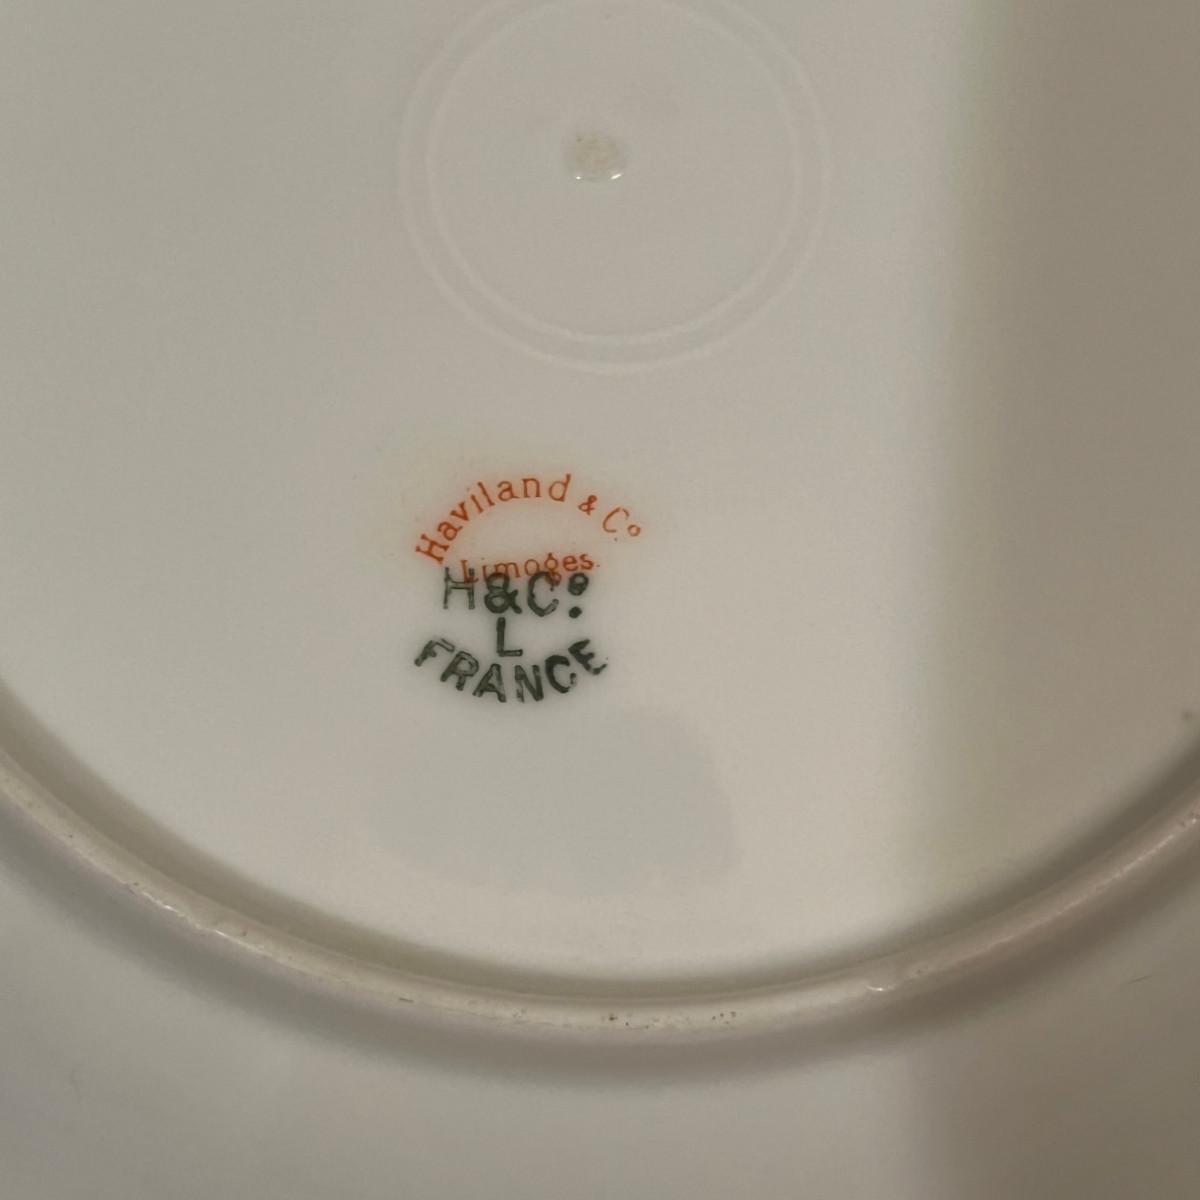 Haviland & Co
Limoges.
H&Co
L
FRANCE